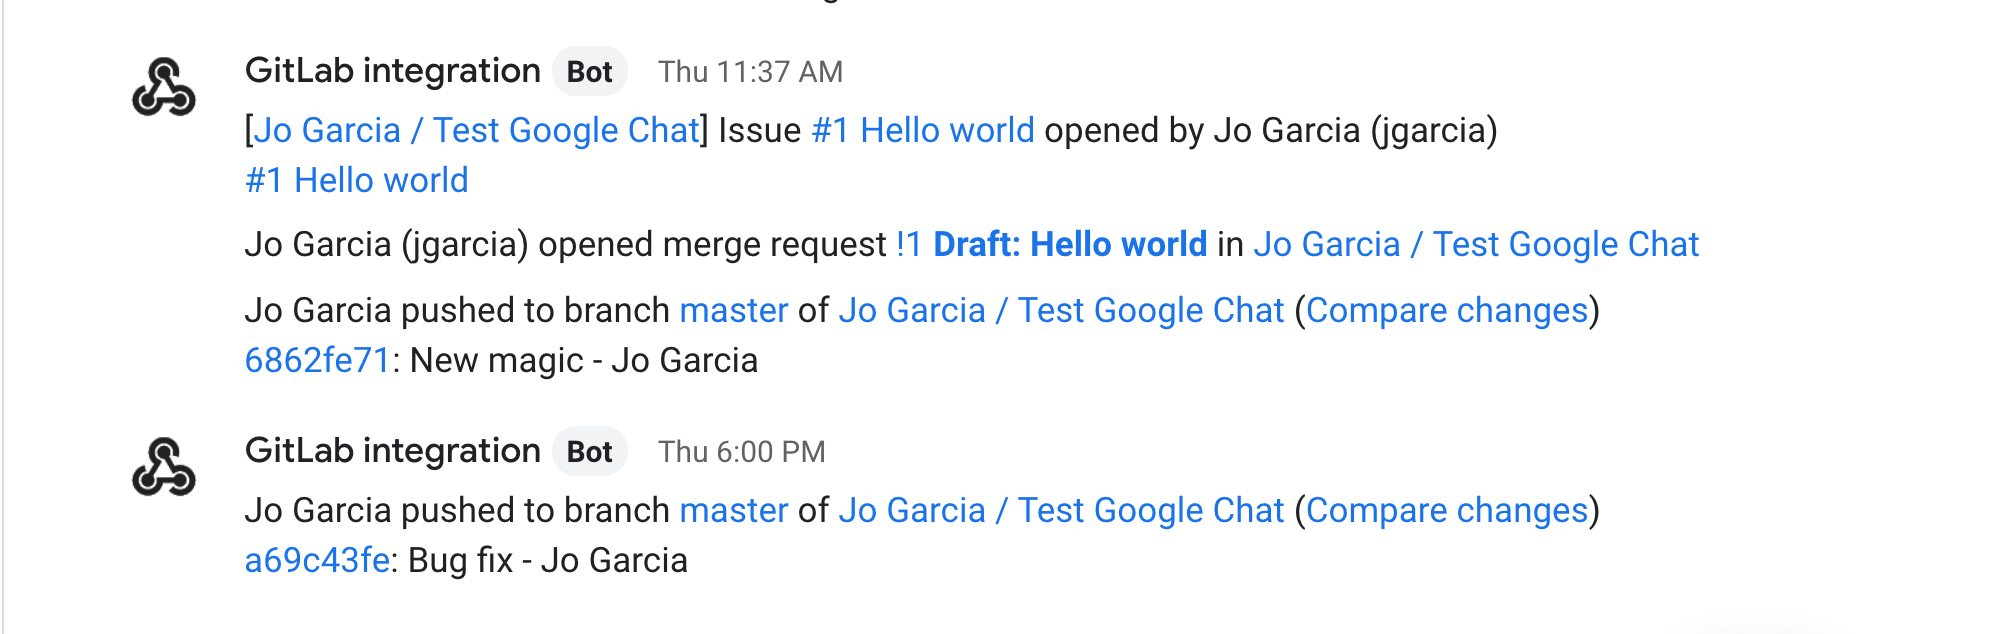 GitLab integration Bot Thu 11:37 AM
[Jo Garcia / Test Google Chat] Issue #1 Hello world opened by Jo Garcia (jgarcia)
#1 Hello world
Jo Garcia (jgarcia) opened merge request !1 Draft: Hello world in Jo Garcia / Test Google Chat
Jo Garcia pushed to branch master of Jo Garcia / Test Google Chat (Compare changes)
6862fe71: New magic - Jo Garcia
GitLab integration Bot Thu 6:00 PM
Jo Garcia pushed to branch master of Jo Garcia / Test Google Chat (Compare changes)
a69c43fe: Bug fix - Jo Garcia